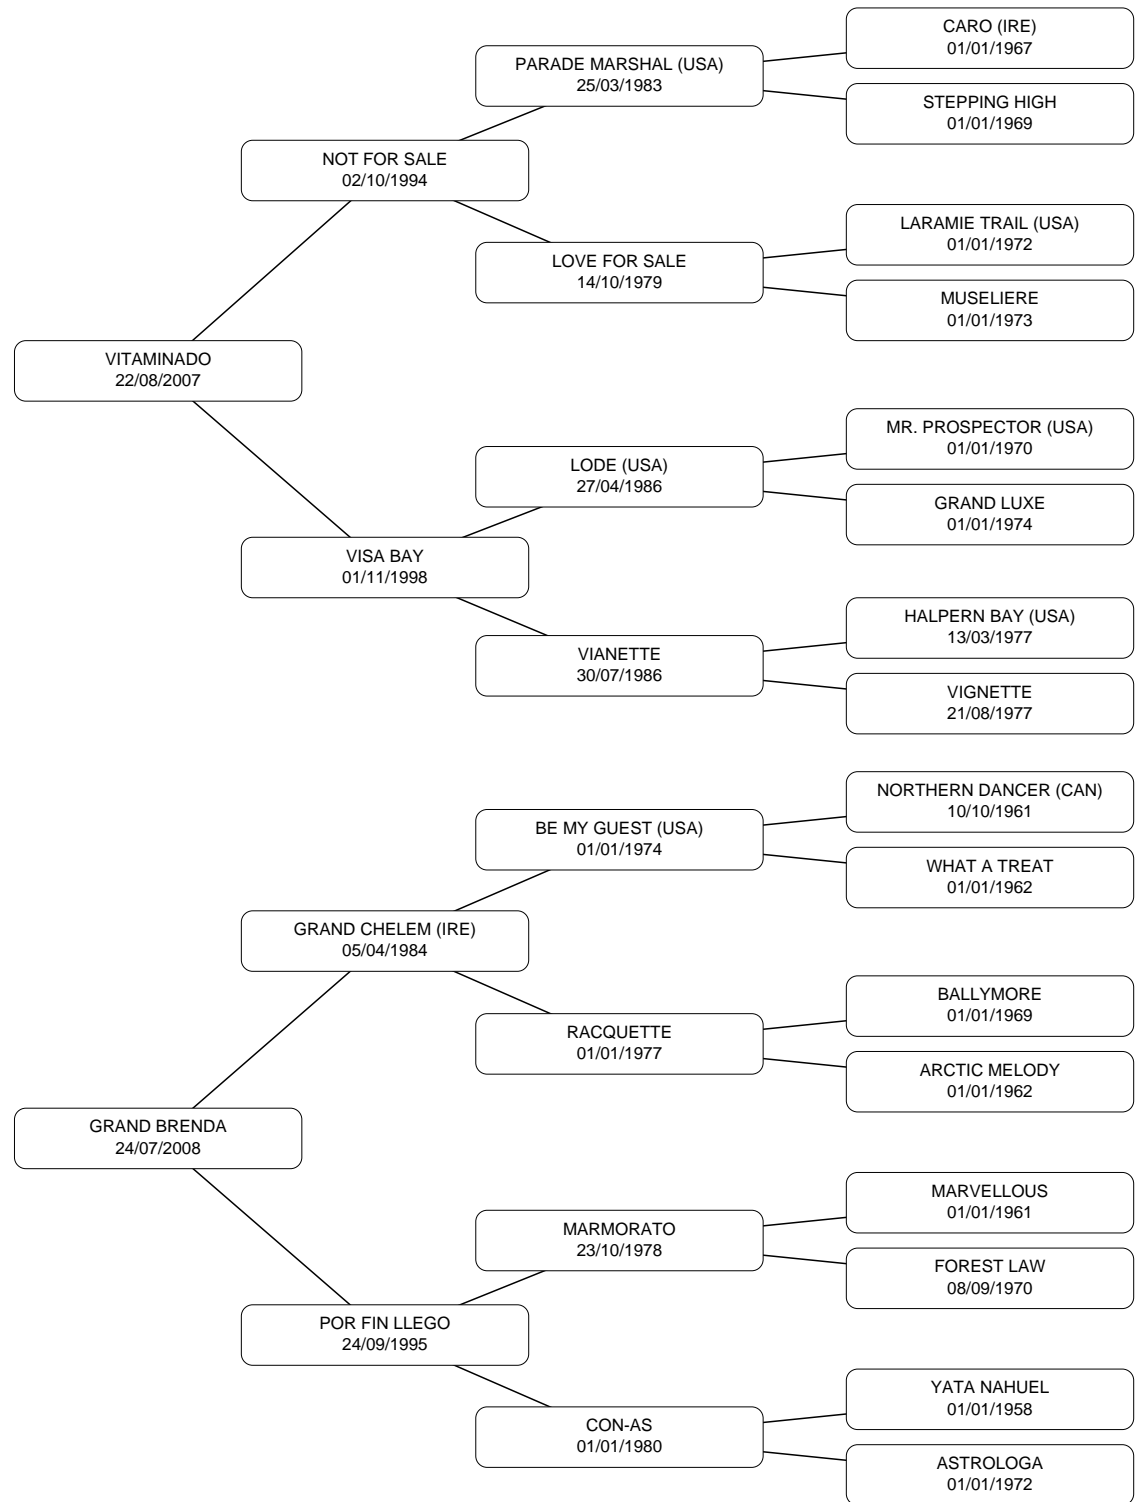 CARO (IRE)
01/01/1967
PARADE MARSHAL (USA)
25/03/1983
STEPPING HIGH
01/01/1969
NOT FOR SALE
02/10/1994
LARAMIE TRAIL (USA)
01/01/1972
LOVE FOR SALE
14/10/1979
MUSELIERE
01/01/1973
VITAMINADO
22/08/2007
MR. PROSPECTOR (USA)
01/01/1970
LODE (USA)
27/04/1986
GRAND LUXE
01/01/1974
VISA BAY
01/11/1998
HALPERN BAY (USA)
13/03/1977
VIANETTE
30/07/1986
VIGNETTE
21/08/1977
NORTHERN DANCER (CAN)
10/10/1961
BE MY GUEST (USA)
01/01/1974
WHAT A TREAT
01/01/1962
GRAND CHELEM (IRE)
05/04/1984
BALLYMORE
01/01/1969
RACQUETTE
01/01/1977
ARCTIC MELODY
01/01/1962
GRAND BRENDA
24/07/2008
MARVELLOUS
01/01/1961
MARMORATO
23/10/1978
FOREST LAW
08/09/1970
POR FIN LLEGO
24/09/1995
YATA NAHUEL
01/01/1958
CON-AS
01/01/1980
ASTROLOGA
01/01/1972